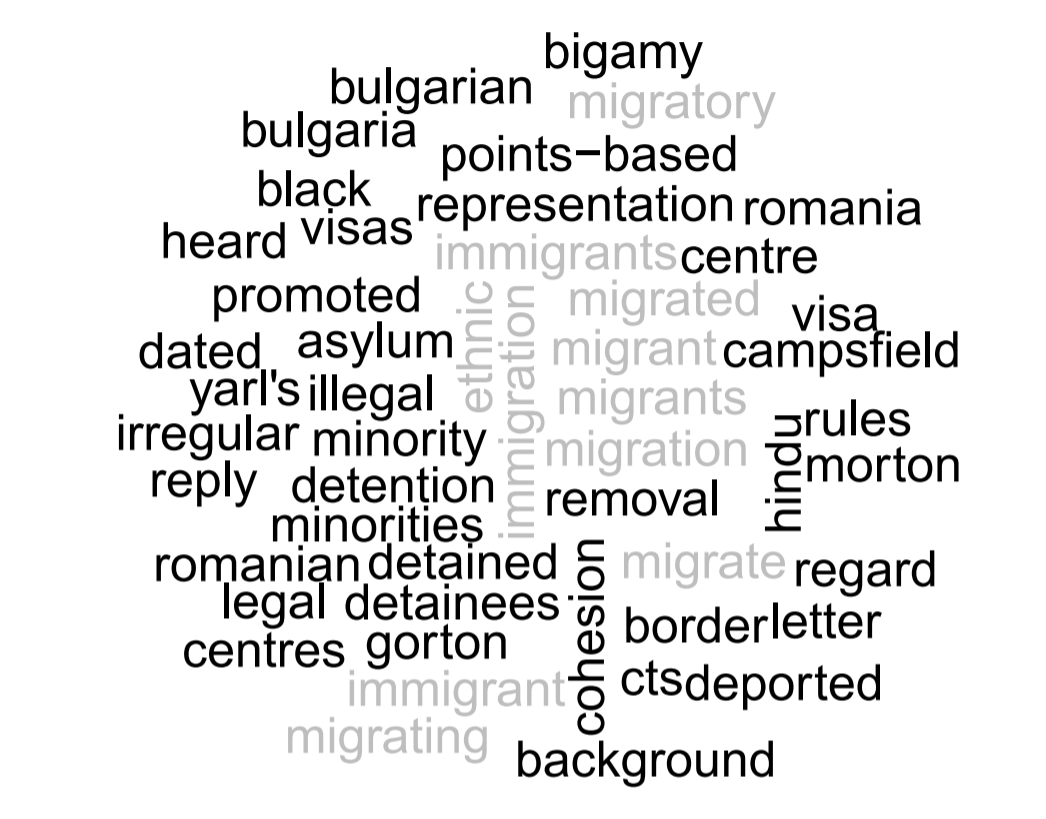 bigamy
bulgarian
migratory
bulgaria
points−based
black
representation
romania
visas
heard
immigrants
centre
promoted
ethnic
immigration
migrated
visa
asylum
dated
migrant
campsfield
yarl's
illegal
migrants
rules
irregular
minority
hindu
migration
morton
reply
detention
removal
minorities
romanian
detained
cohesion
migrate
regard
legal
detainees
border
letter
centres
gorton
immigrant
cts
deported
migrating
background